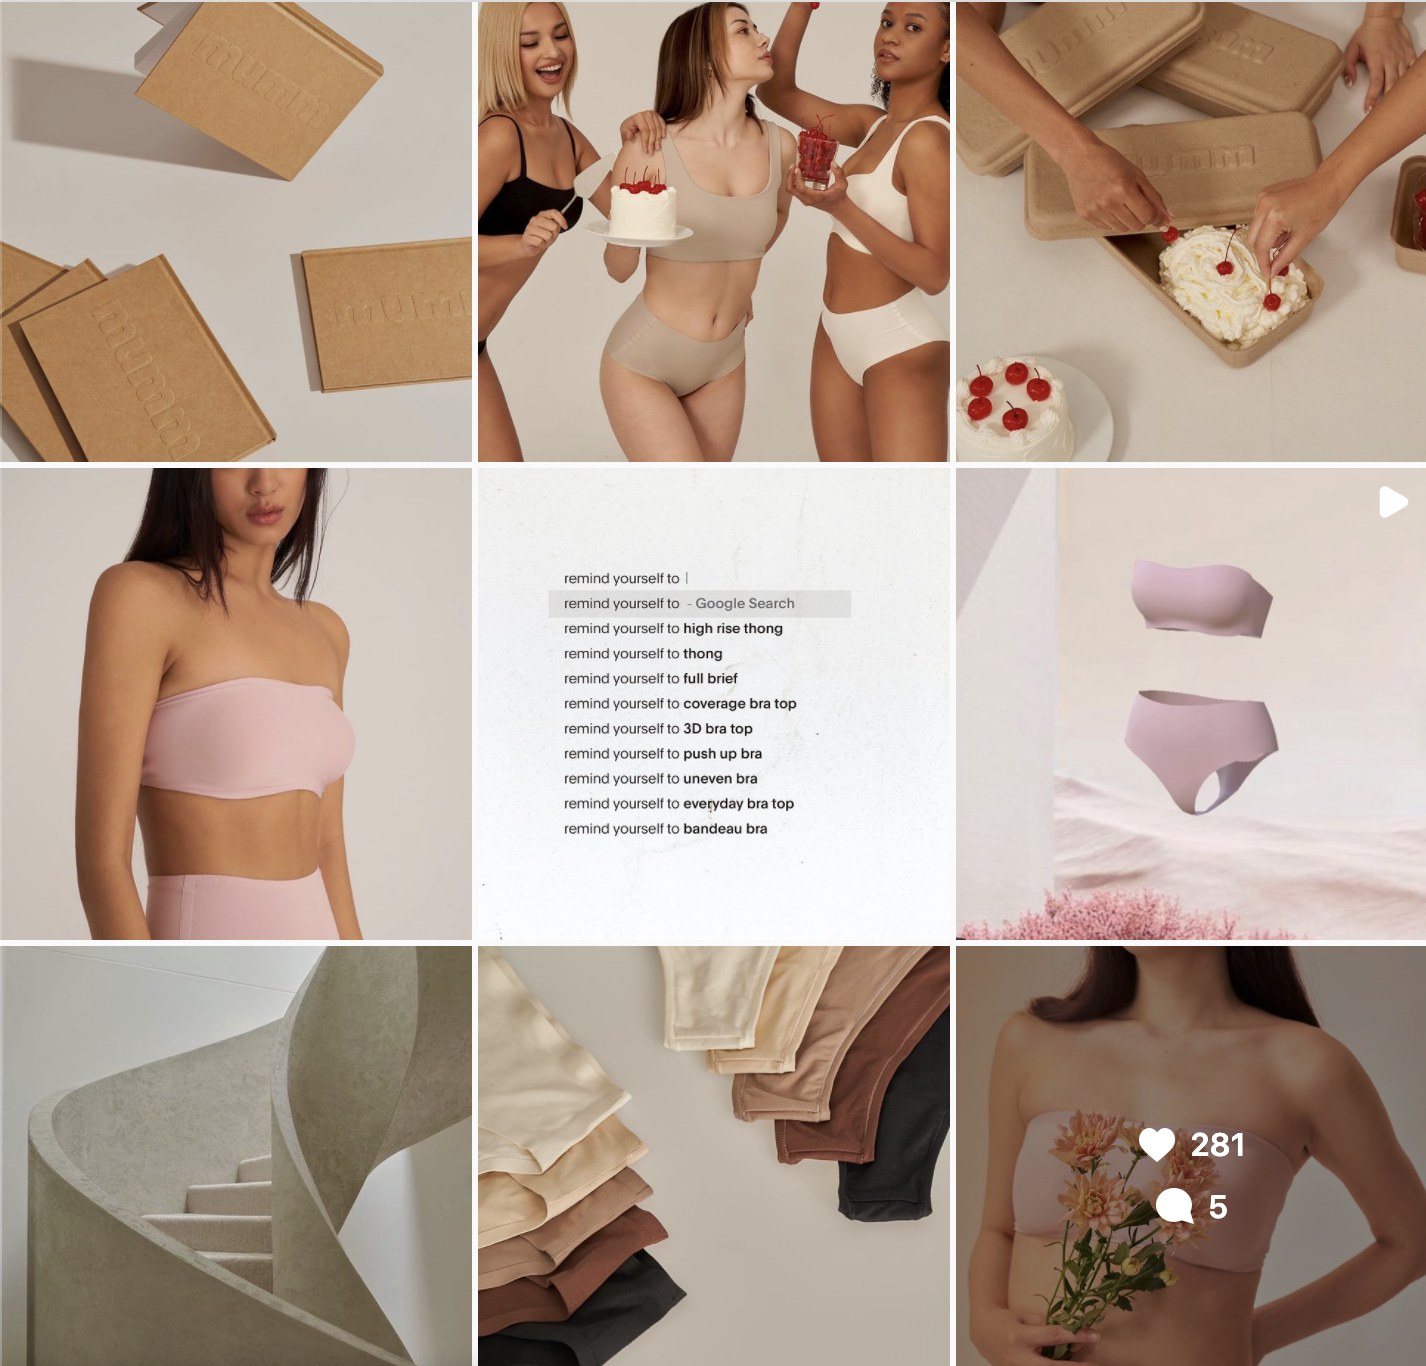 mumm
mumm
mumm
mumm
remind yourself to |
remind yourself to - Google Search
remind yourself to high rise thong
remind yourself to thong
remind yourself to full brief
remind yourself to coverage bra top
remind yourself to 3D bra top
remind yourself to push up bra
remind yourself to uneven bra
remind yourself to everyday bra top
remind yourself to bandeau bra
281
5